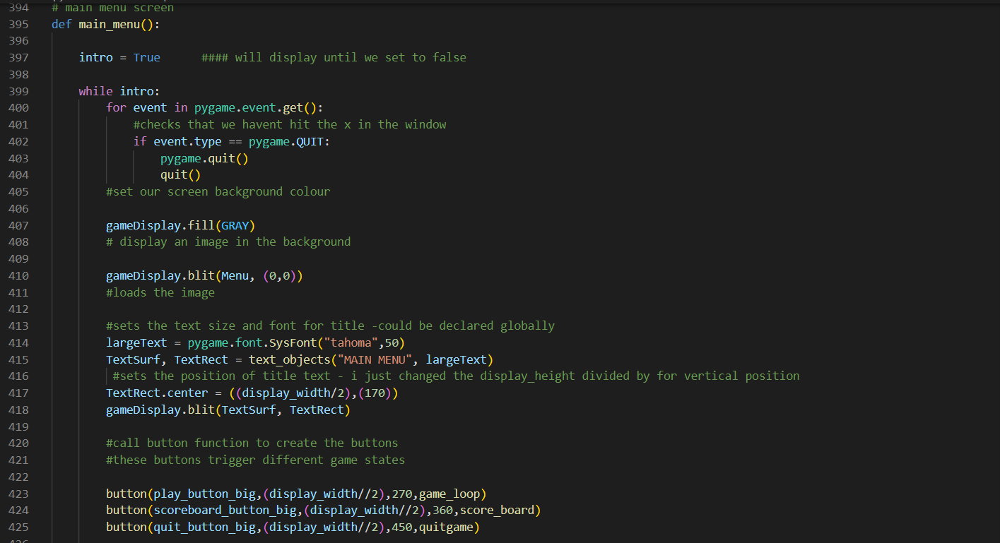 394 # main menu screen
395 def main_menu():
396
397 intro = True #### will display until we set to false
398
399 while intro:
400 for event in pygame.event.get():
401 #checks that we havent hit the x in the window
402 if event.type == pygame.QUIT:
403 pygame.quit()
404 quit()
405 #set our screen background colour
406
407 gameDisplay.fill(GRAY)
408 # display an image in the background
409
410 gameDisplay.blit(Menu, (0,0))
411 #loads the image
412
413 #sets the text size and font for title -could be declared globally
414 largeText = pygame.font.SysFont("tahoma",50)
415 TextSurf, TextRect = text_objects("MAIN MENU", largeText)
416 #sets the position of title text - i just changed the display_height divided by for vertical position
417 TextRect.center = ((display_width/2),(170))
418 gameDisplay.blit(TextSurf, TextRect)
419
420 #call button function to create the buttons
421 #these buttons trigger different game states
422
423 button(play_button_big,(display_width//2),270,game_loop)
424 button(scoreboard_button_big,(display_width//2),360,score_board)
425 button(quit_button_big,(display_width//2),450,quitgame)